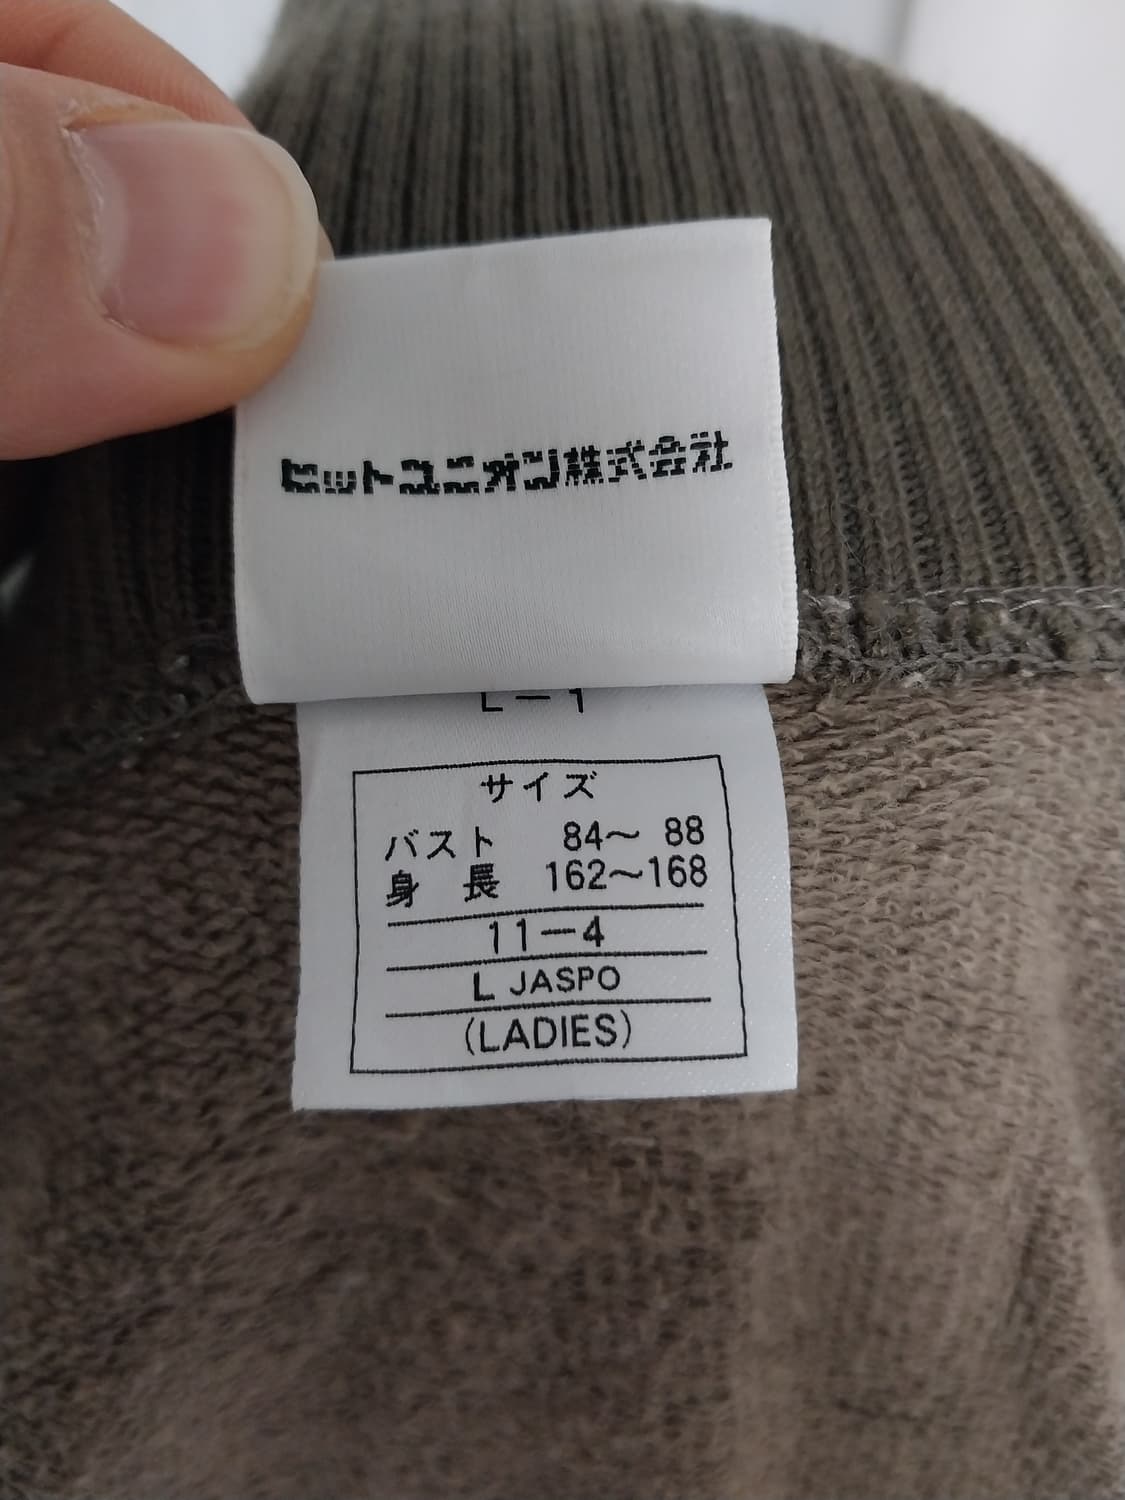 ヒットユニオン株式会社
L－1
サイズ
バスト 84～ 88
身 長 162～168
11－4
L JASPO
(LADIES)